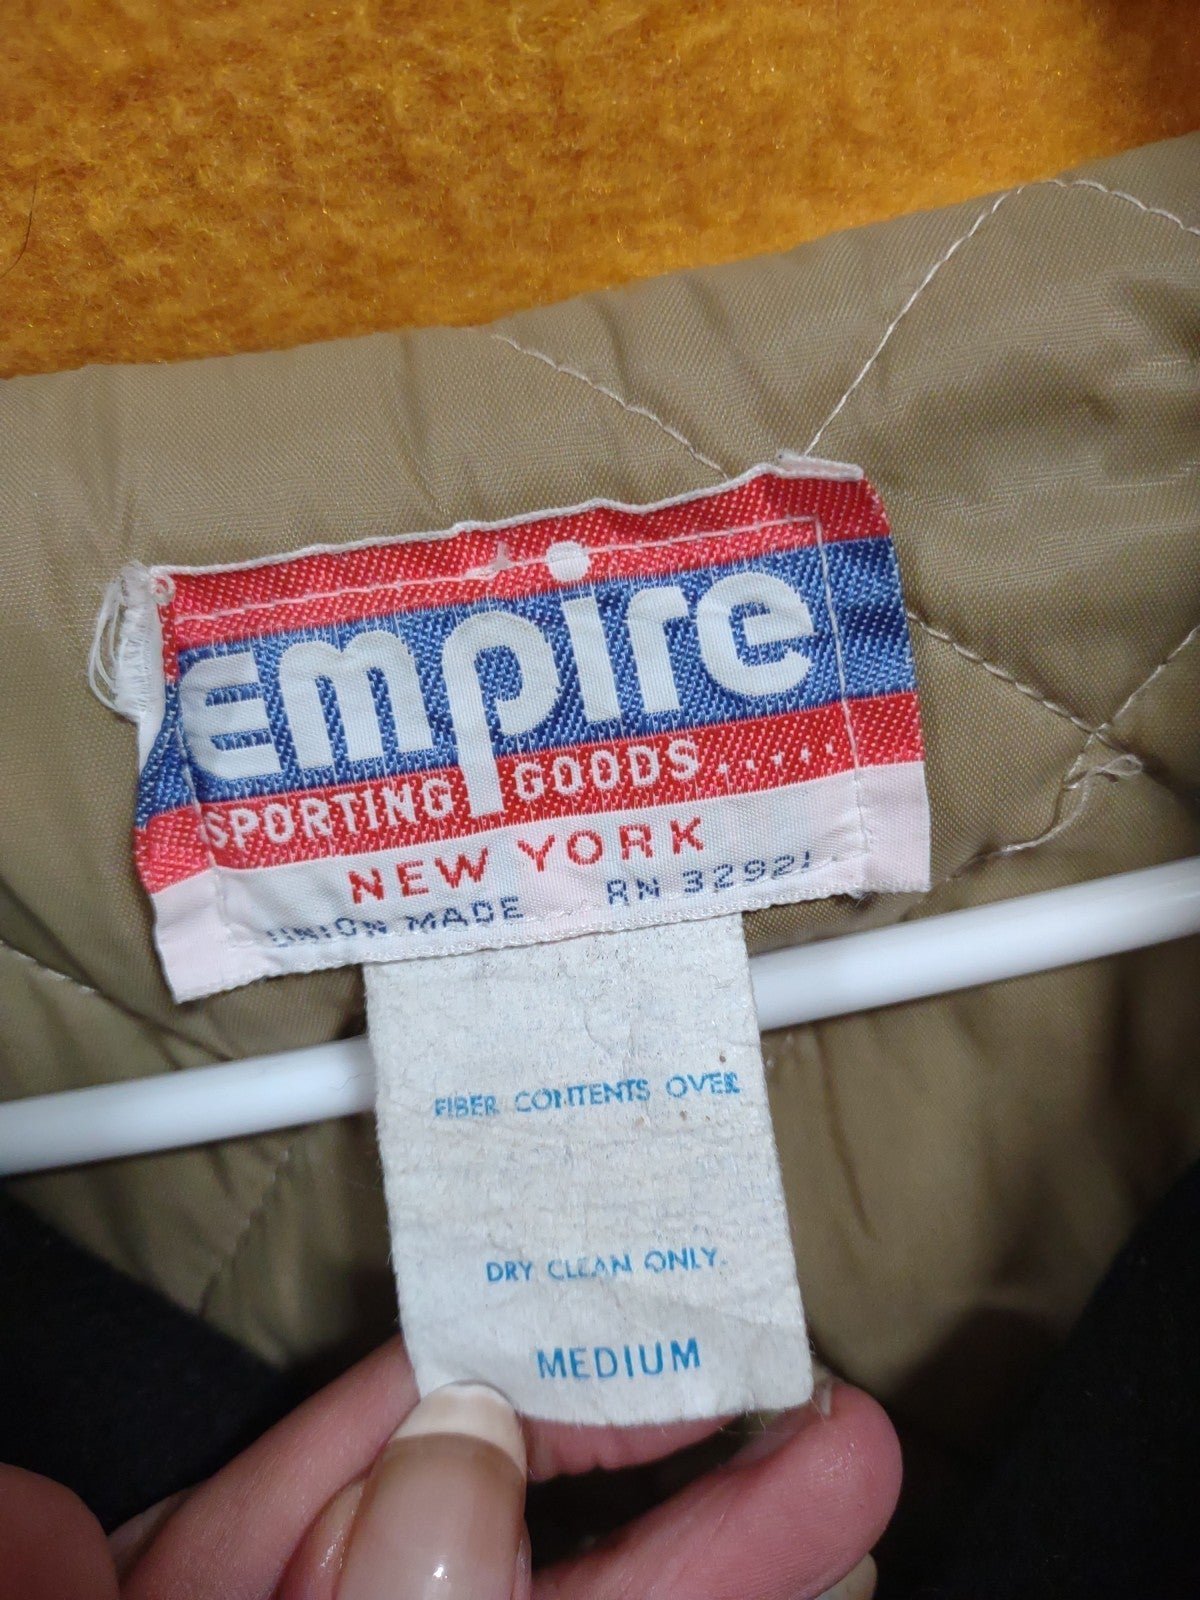 empire
SPORTING GOODS.....
NEW YORK
UNION MADE RN 32921
FIBER CONTENTS OVER
DRY CLEAN ONLY.
MEDIUM